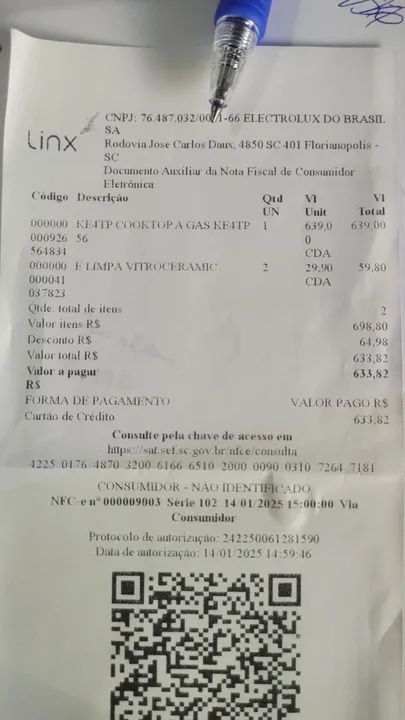 Linx
CNPJ: 76.487.032/00 1-66 ELECTROLUX DO BRASIL
SA
Rodovia Jose Carlos Daux, 4850 SC 401 Florianopolis -
SC
Documento Auxiliar da Nota Fiscal de Consumidor
Eletrônica
Código Descrição Qtd Vl Vl
UN Unit Total
000000 KE4TP COOKTOP A GAS KE4TP 1 639,0 639,00
000926 56 0
564834 CDA
000000 E LIMPA VITROCERAMIC 2 29,90 59,80
000041 CDA
037823
Qtde. total de itens 2
Valor itens R$ 698,80
Desconto R$ 64,98
Valor total R$ 633,82
Valor a pagar 633,82
R$
FORMA DE PAGAMENTO VALOR PAGO R$
Cartão de Crédito 633,82
Consulte pela chave de acesso em
https://sat.sef.sc.gov.br/nfce/consulta
4225 0176 4870 3200 6166 6510 2000 0090 0310 7264 7181
CONSUMIDOR - NÃO IDENTIFICADO
NFC-e nº 000009003 Série 102 14/01/2025 15:00:00 Via
Consumidor
Protocolo de autorização: 242250061281590
Data de autorização: 14/01/2025 14:59:46